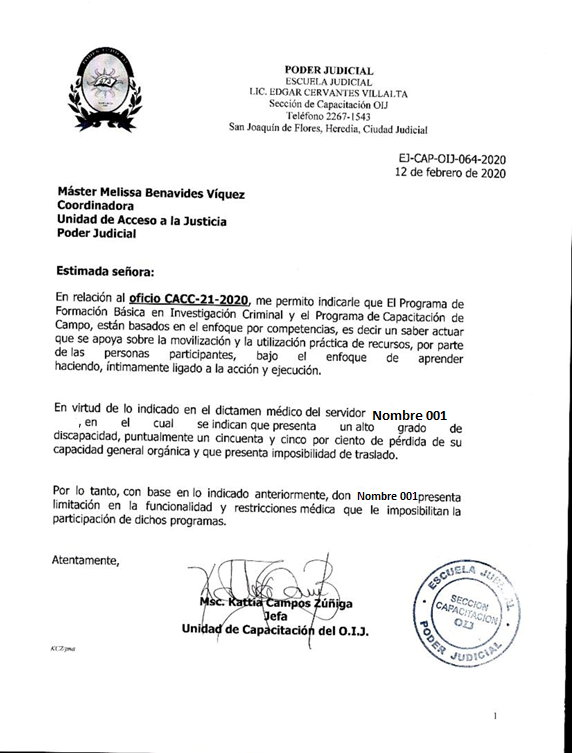 PODER JUDICIAL
ESCUELA JUDICIAL
LIC. EDGAR CERVANTES VILLALTA
Sección de Capacitación OIJ
Teléfono 2267-1543
San Joaquín de Flores, Heredia, Ciudad Judicial
EJ-CAP-OIJ-064-2020
12 de febrero de 2020
Máster Melissa Benavides Víquez
Coordinadora
Unidad de Acceso a la Justicia
Poder Judicial
Estimada señora:
En relación al oficio CACC-21-2020, me permito indicarle que El Programa de
Formación Básica en Investigación Criminal y el Programa de Capacitación de
Campo, están basados en el enfoque por competencias, es decir un saber actuar
que se apoya sobre la movilización y la utilización práctica de recursos, por parte
de las personas participantes, bajo el enfoque de aprender
haciendo, íntimamente ligado a la acción y ejecución.
En virtud de lo indicado en el dictamen médico del servidor Nombre 001
, en el cual se indican que presenta un alto grado de
discapacidad, puntualmente un cincuenta y cinco por ciento de pérdida de su
capacidad general orgánica y que presenta imposibilidad de traslado.
Por lo tanto, con base en lo indicado anteriormente, don Nombre 001presenta
limitación en la funcionalidad y restricciones médica que le imposibilitan la
participación de dichos programas.
Atentamente,
Msc. Kattia Campos Zúñiga
Jefa
Unidad de Capacitación del O.I.J.
ESCUELA JUDICIAL
SECCION
CAPACITACION
OIJ
PODER JUDICIAL
KCZ/pma
1